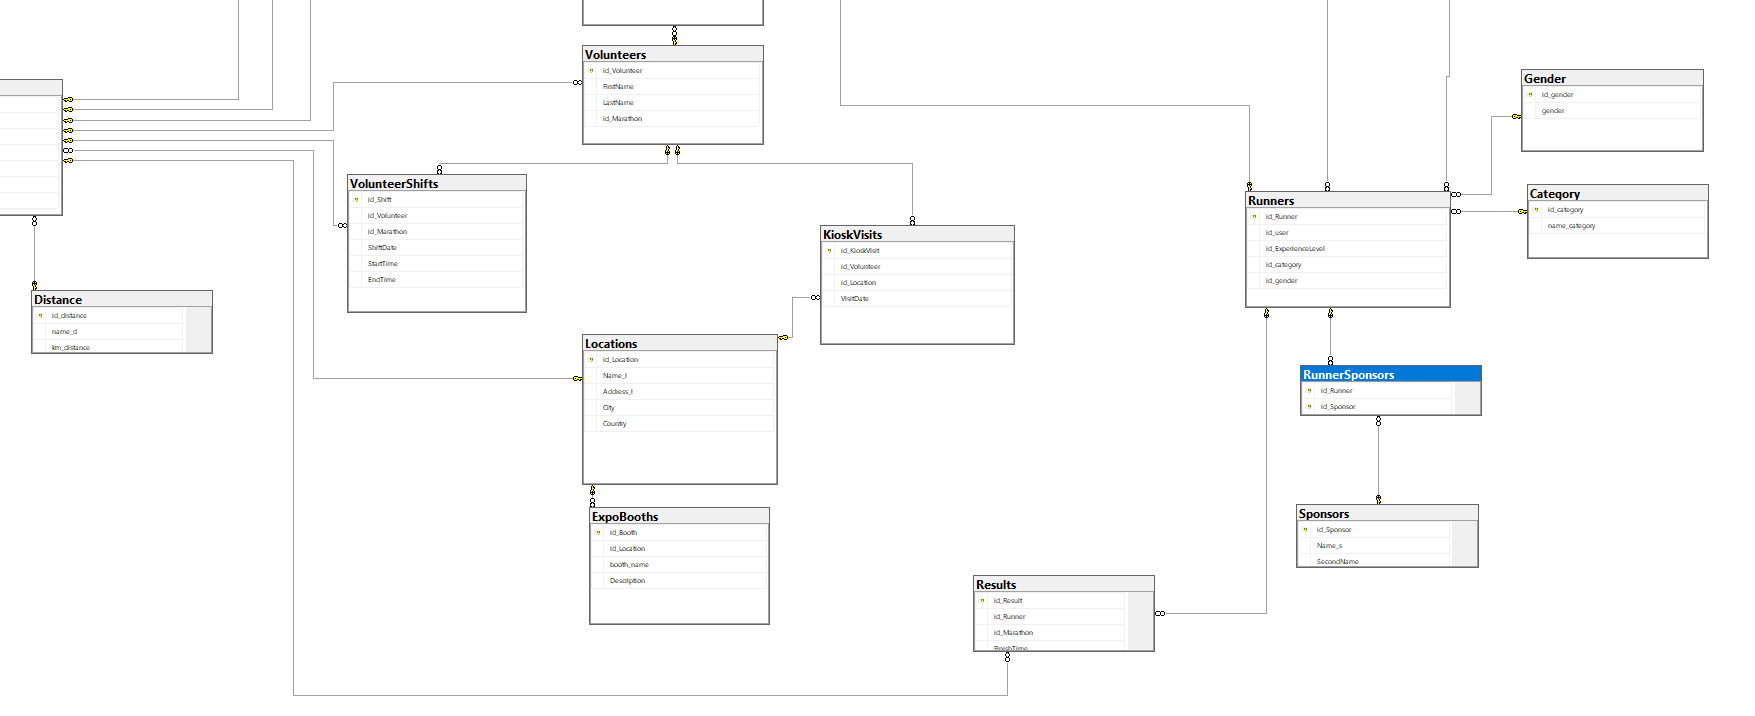 Volunteers
id_Volunteer
FirstName
LastName
id_Marathon
Gender
id_gender
gender
VolunteerShifts
id_Shift
id_Volunteer
id_Marathon
ShiftDate
StartTime
EndTime
Category
id_category
name_category
Runners
id_Runner
id_user
id_ExperienceLevel
id_category
id_gender
KioskVisits
id_KioskVisit
id_Volunteer
id_Location
VisitDate
Distance
id_distance
name_d
km_distance
Locations
id_Location
Name_l
Address_l
City
Country
RunnerSponsors
id_Runner
id_Sponsor
Sponsors
id_Sponsor
Name_s
SecondName
ExpoBooths
id_Booth
id_Location
booth_name
Description
Results
id_Result
id_Runner
id_Marathon
FinishTime